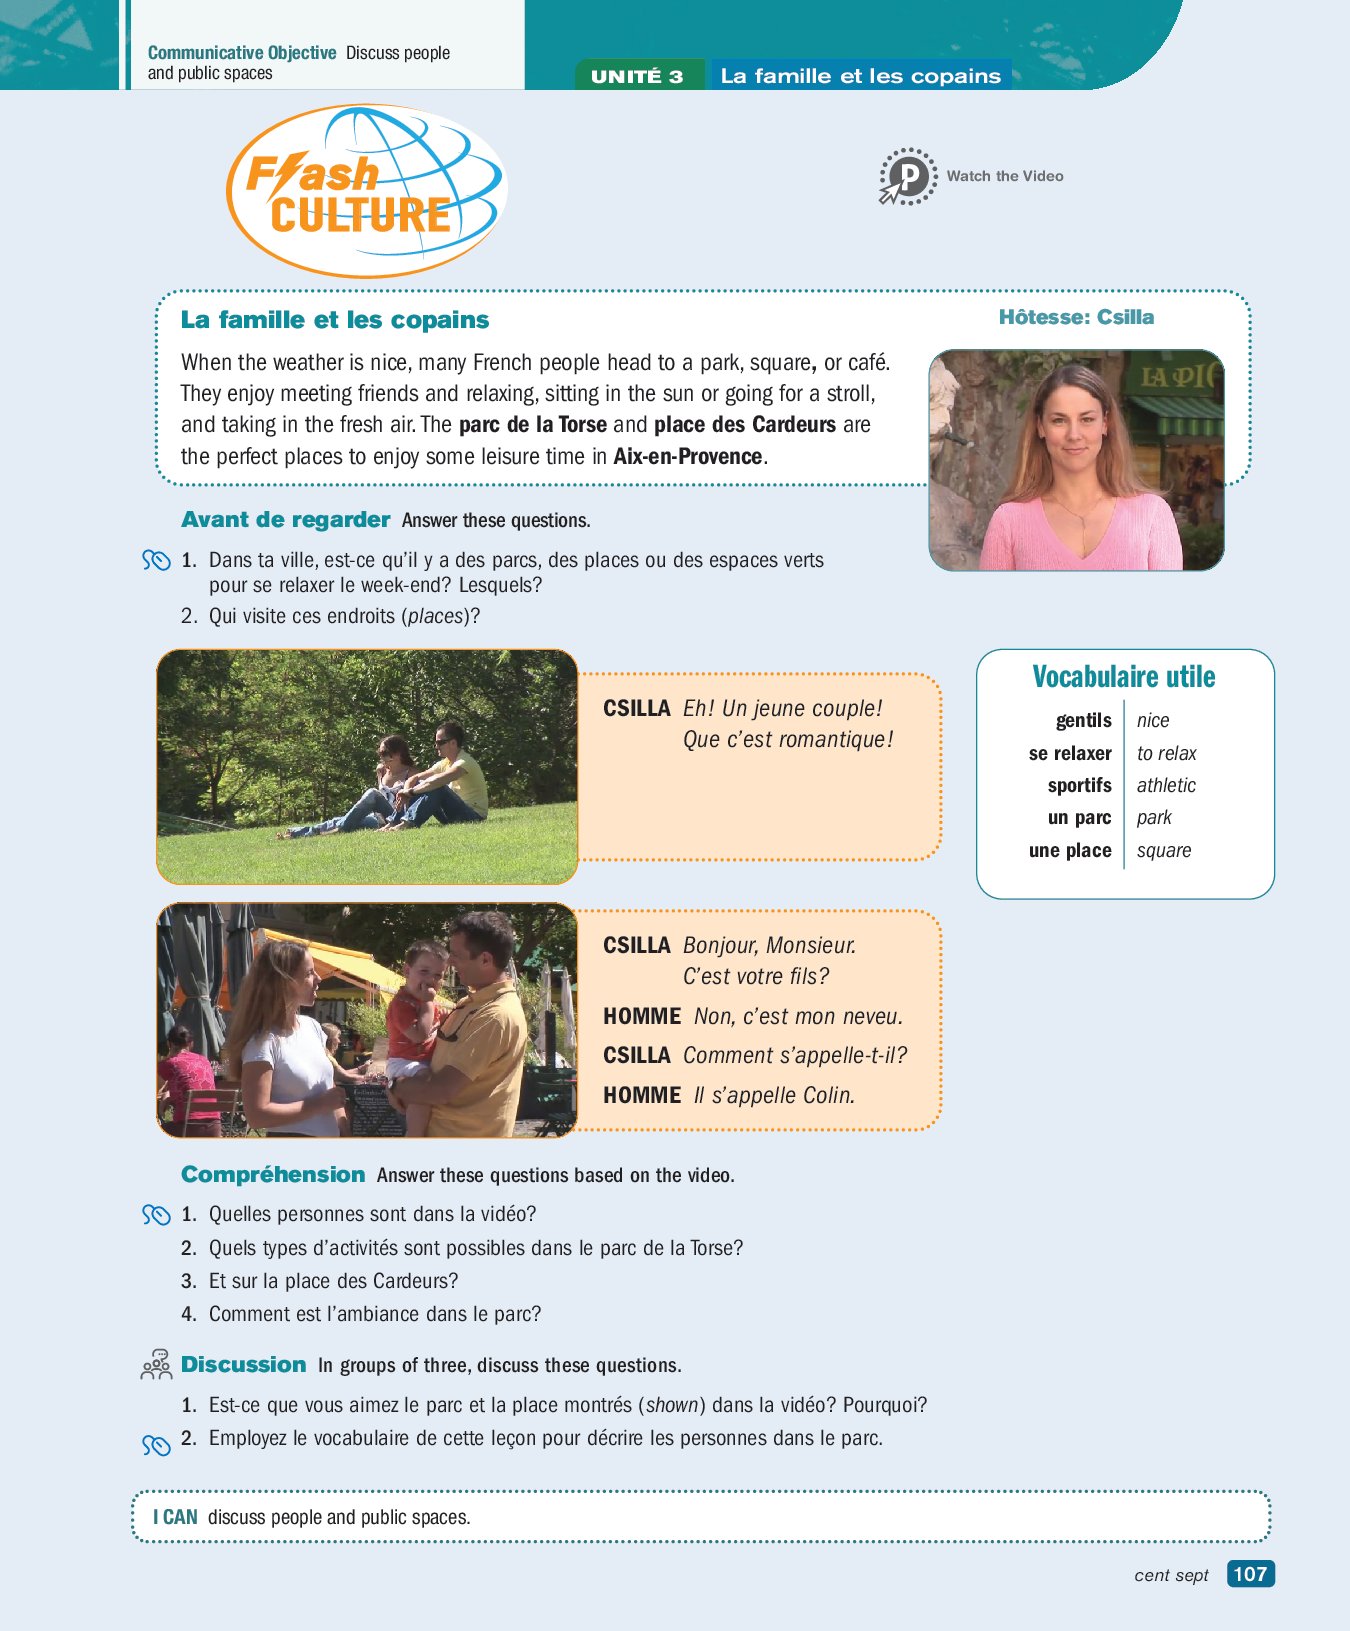 Communicative Objective Discuss people
and public spaces
UNITÉ 3 La famille et les copains
Flash
CULTURE
P Watch the Video
La famille et les copains
Hôtesse: Csilla
When the weather is nice, many French people head to a park, square, or café.
They enjoy meeting friends and relaxing, sitting in the sun or going for a stroll,
and taking in the fresh air. The parc de la Torse and place des Cardeurs are
the perfect places to enjoy some leisure time in Aix-en-Provence.
LA PIC
Avant de regarder Answer these questions.
1. Dans ta ville, est-ce qu'il y a des parcs, des places ou des espaces verts
pour se relaxer le week-end? Lesquels?
2. Qui visite ces endroits (places)?
CSILLA Eh! Un jeune couple!
Que c'est romantique!
Vocabulaire utile
gentils nice
se relaxer to relax
sportifs athletic
un parc park
une place square
CSILLA Bonjour, Monsieur.
C'est votre fils?
HOMME Non, c'est mon neveu.
CSILLA Comment s'appelle-t-il?
HOMME Il s'appelle Colin.
Compréhension Answer these questions based on the video.
1. Quelles personnes sont dans la vidéo?
2. Quels types d'activités sont possibles dans le parc de la Torse?
3. Et sur la place des Cardeurs?
4. Comment est l'ambiance dans le parc?
Discussion In groups of three, discuss these questions.
1. Est-ce que vous aimez le parc et la place montrés (shown) dans la vidéo? Pourquoi?
2. Employez le vocabulaire de cette leçon pour décrire les personnes dans le parc.
I CAN discuss people and public spaces.
cent sept 107